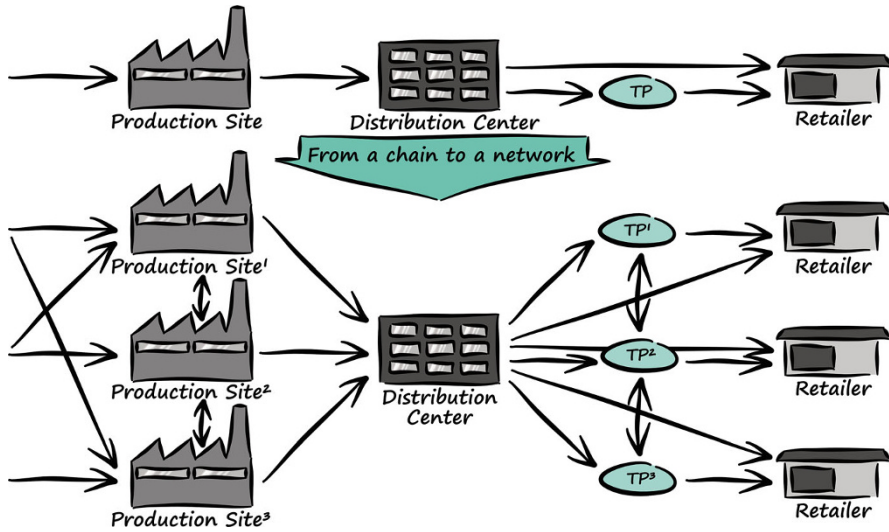 Production Site
Distribution Center
TP
Retailer
From a chain to a network
Production Site¹
TP¹
Retailer
Production Site²
Distribution
Center
TP²
Retailer
Production Site³
TP³
Retailer